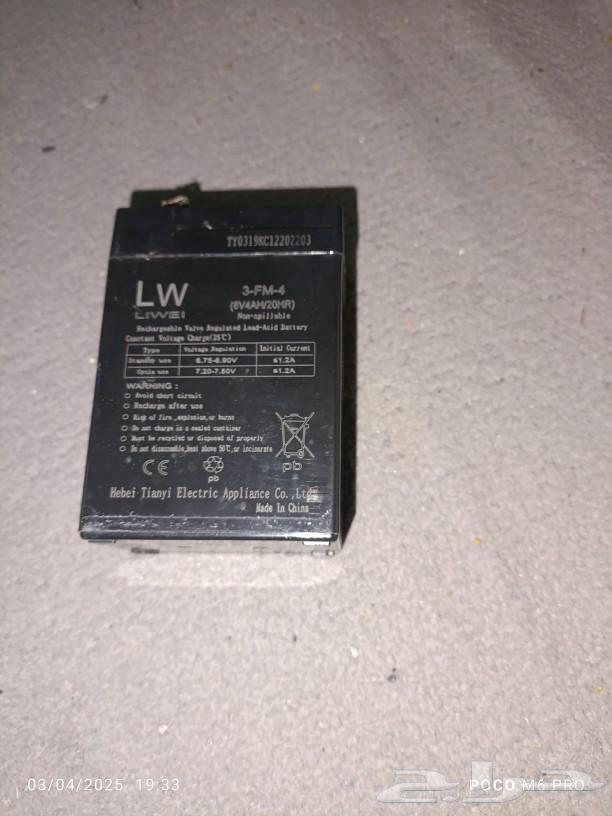 TY0319KC12202203
LW
LIWEI
3-FM-4
(6V4AH/20HR)
Non-spillable
Rechargeable Valve Regulated Lead-Acid Battery
Constant Voltage Charge(25℃)
Type Voltage Regulation Initial Current
Standby use 6.75-6.90V ≤1.2A
Cycle use 7.20-7.50V ≤1.2A
WARNING :
○ Avoid short circuit
○ Recharge after use
○ Risk of fire ,explosion,or burns
○ Do not charge in a sealed container
○ Must be recycled or disposed of properly
○ Do not disassemble,heat above 50℃,or incinerate
CE
pb
pb
Hebei Tianyi Electric Appliance Co.,Ltd
Made In China
03/04/2025 19:33
POCO M6 PRO
حراج